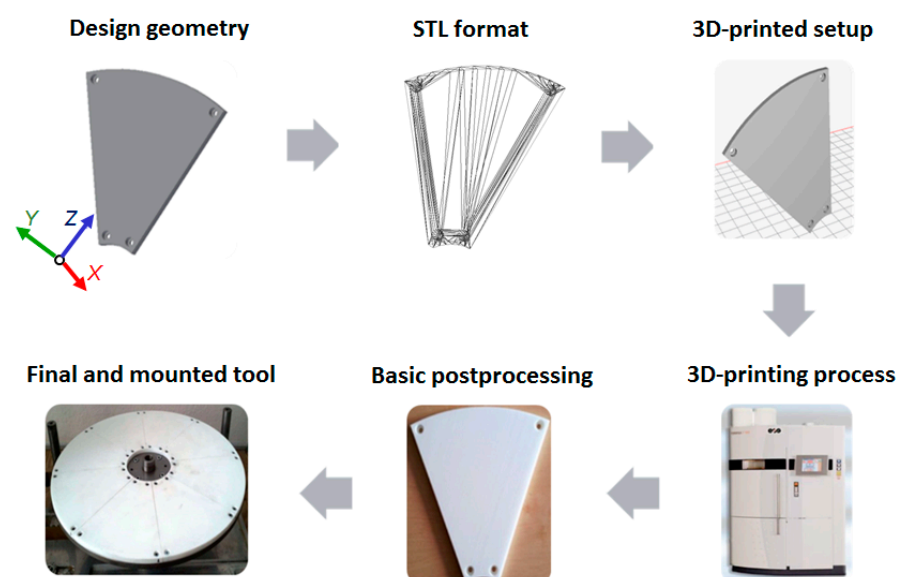 Design geometry
STL format
3D-printed setup
Y
Z
X
Final and mounted tool
Basic postprocessing
3D-printing process